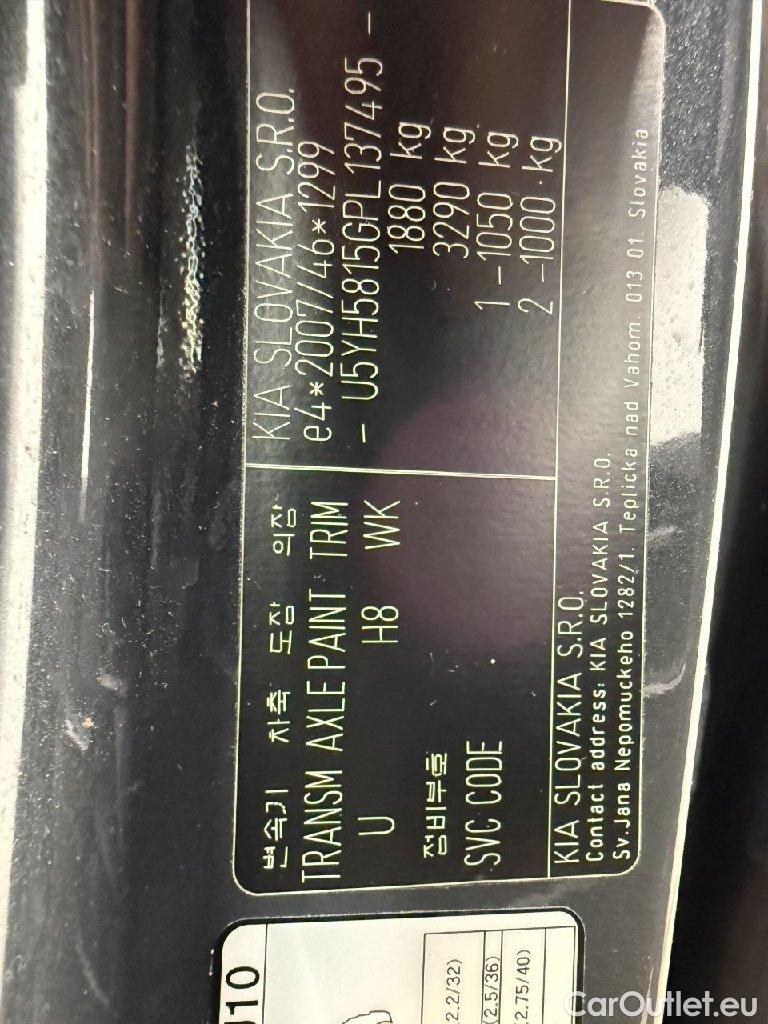 변속기 차축 도장 의장
TRANSM AXLE PAINT TRIM
U H8 WK
정비부호
SVC CODE
KIA SLOVAKIA S.R.O.
e4*2007/46*1299
- U5YH5815GPL137495 -
1880 kg
3290 kg
1 - 1050 kg
2 - 1000 kg
KIA SLOVAKIA S.R.O.
Contact address: KIA SLOVAKIA S.R.O.
Sv.Jana Nepomuckeho 1282/1. Teplicka nad Vahom. 013 01. Slovakia
(2.5/36)
(2.75/40)
CarOutlet.eu